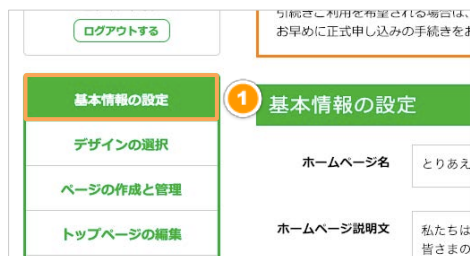 ログアウトする
引続きご利用を希望される場合は、
お早めに正式申し込みの手続きを
基本情報の設定
デザインの選択
ページの作成と管理
トップページの編集
1
基本情報の設定
ホームページ名
とりあえ
ホームページ説明文
私たちは
皆さまの